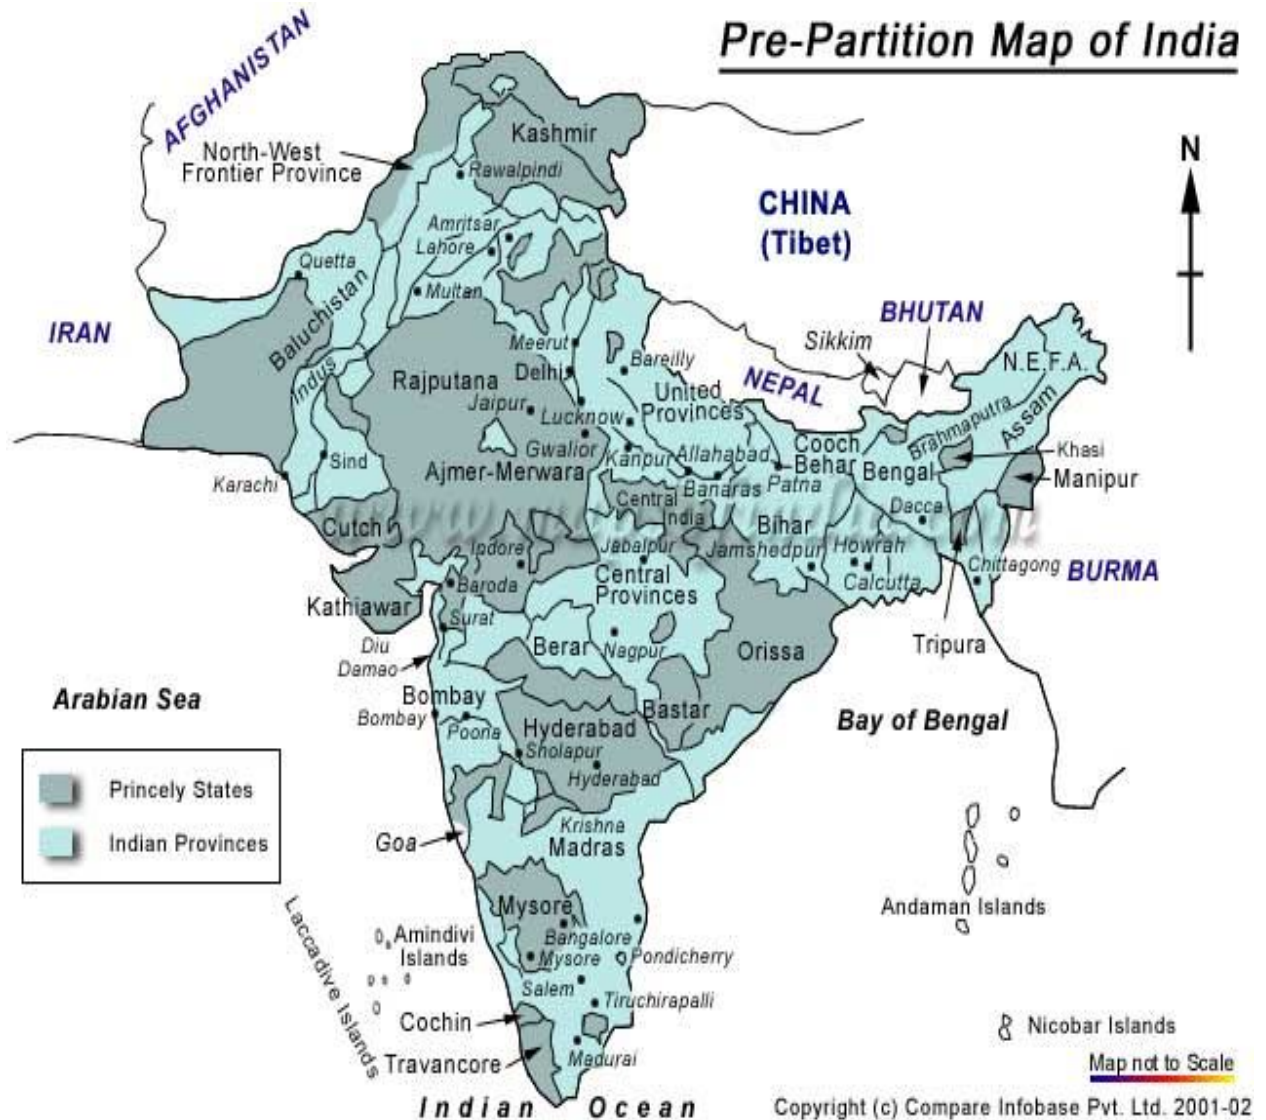 Pre-Partition Map of India
AFGHANISTAN
North-West
Frontier Province
Kashmir
Rawalpindi
N
CHINA
(Tibet)
Amritsar
Lahore
Quetta
Multan
Baluchistan
IRAN
Indus
BHUTAN
Sikkim
NEPAL
N.E.F.A.
Meerut
Bareilly
Delhi
Rajputana
United
Provinces
Jaipur
Lucknow
Brahmaputra
Assam
Gwalior
Kanpur
Allahabad
Cooch
Behar
Bengal
Khasi
Manipur
Ajmer-Merwara
Sind
Karachi
Banaras
Patna
Central
India
Dacca
Cutch
Bihar
Indore
Jabalpur
Jamshedpur
Howrah
Calcutta
Chittagong
BURMA
Baroda
Central
Provinces
Kathiawar
Surat
Diu
Damao
Berar
Nagpur
Orissa
Tripura
Arabian Sea
Bombay
Bombay
Poona
Bastar
Hyderabad
Sholapur
Hyderabad
Bay of Bengal
Princely States
Indian Provinces
Goa
Krishna
Madras
Mysore
Bangalore
Mysore
Pondicherry
Andaman Islands
Laccadive Islands
Amindivi
Islands
Salem
Tiruchirapalli
Cochin
Travancore
Madurai
Nicobar Islands
Map not to Scale
Indian Ocean
Copyright (c) Compare Infobase Pvt. Ltd. 2001-02